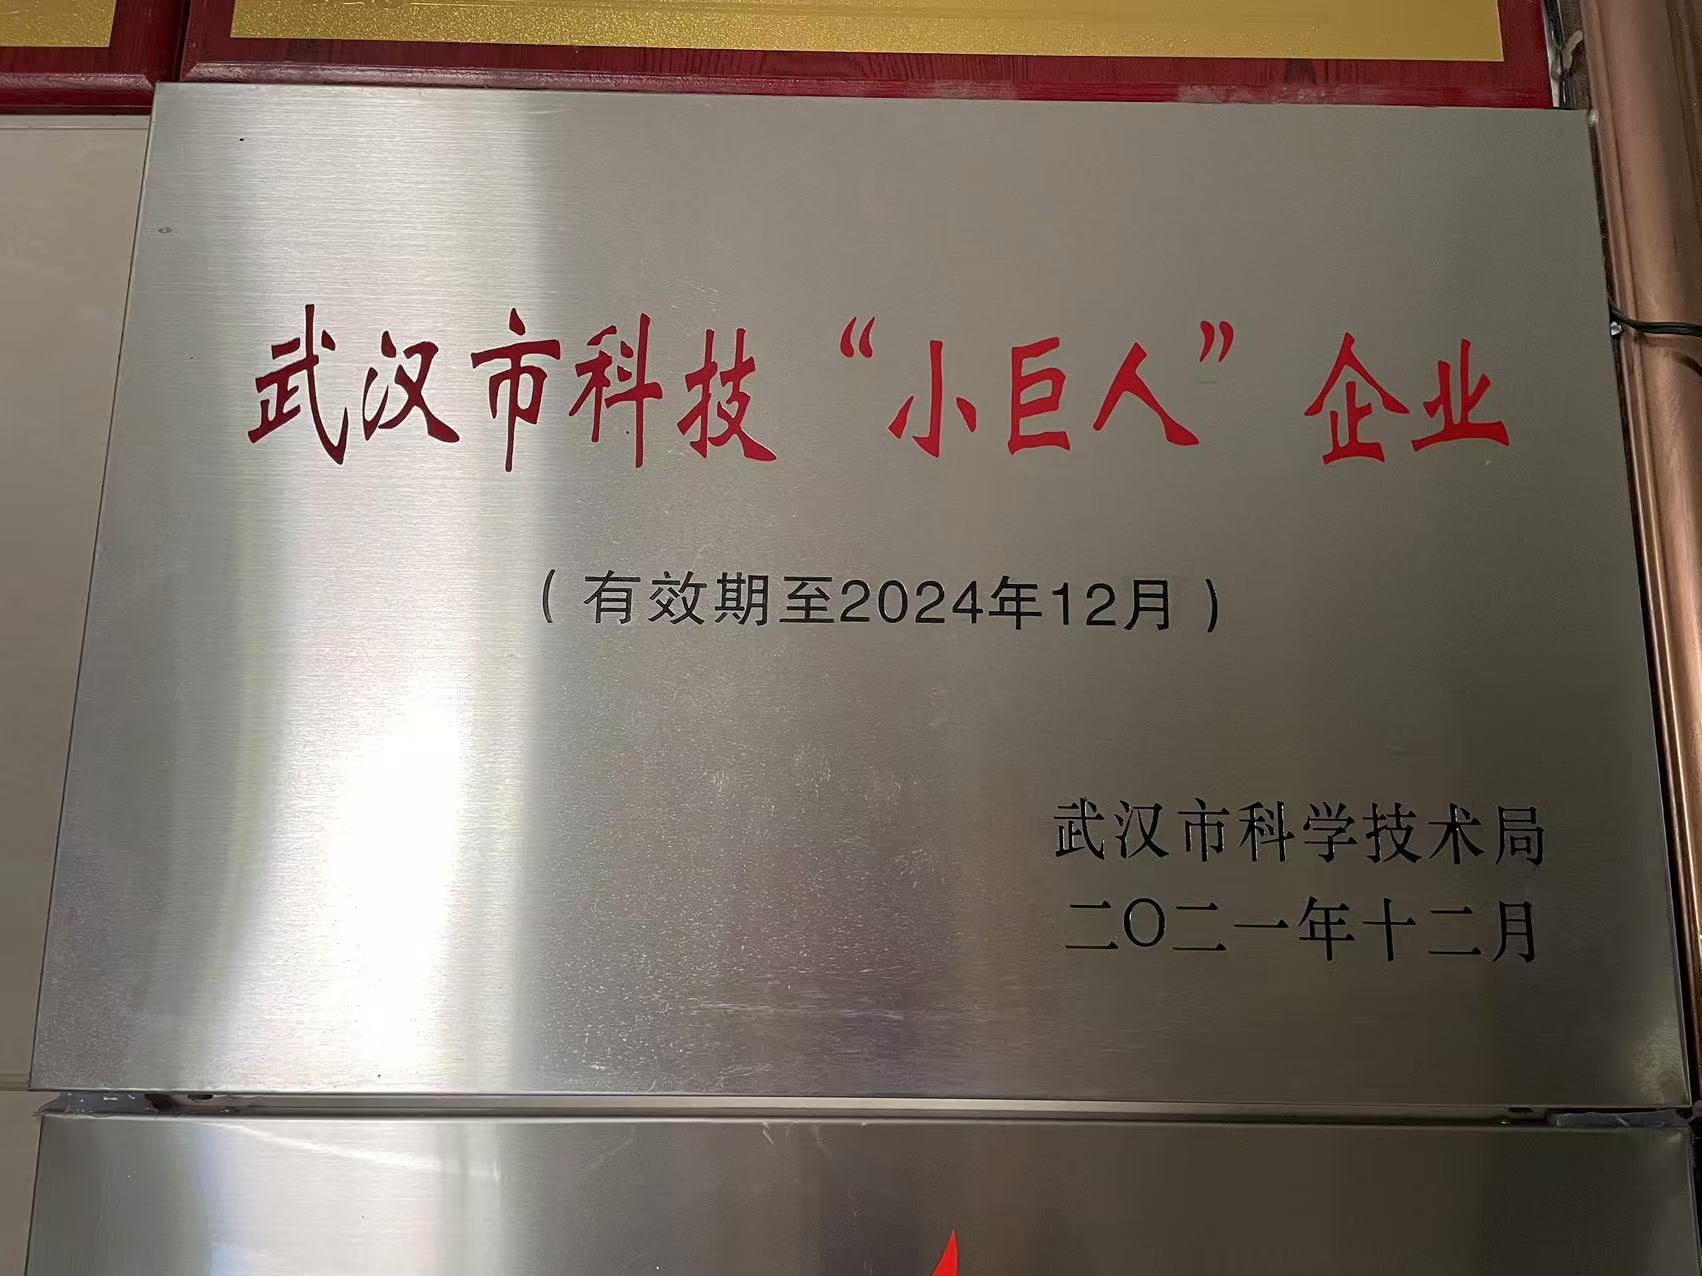 武汉市科技“小巨人”企业
（有效期至2024年12月）
武汉市科学技术局
二〇二一年十二月